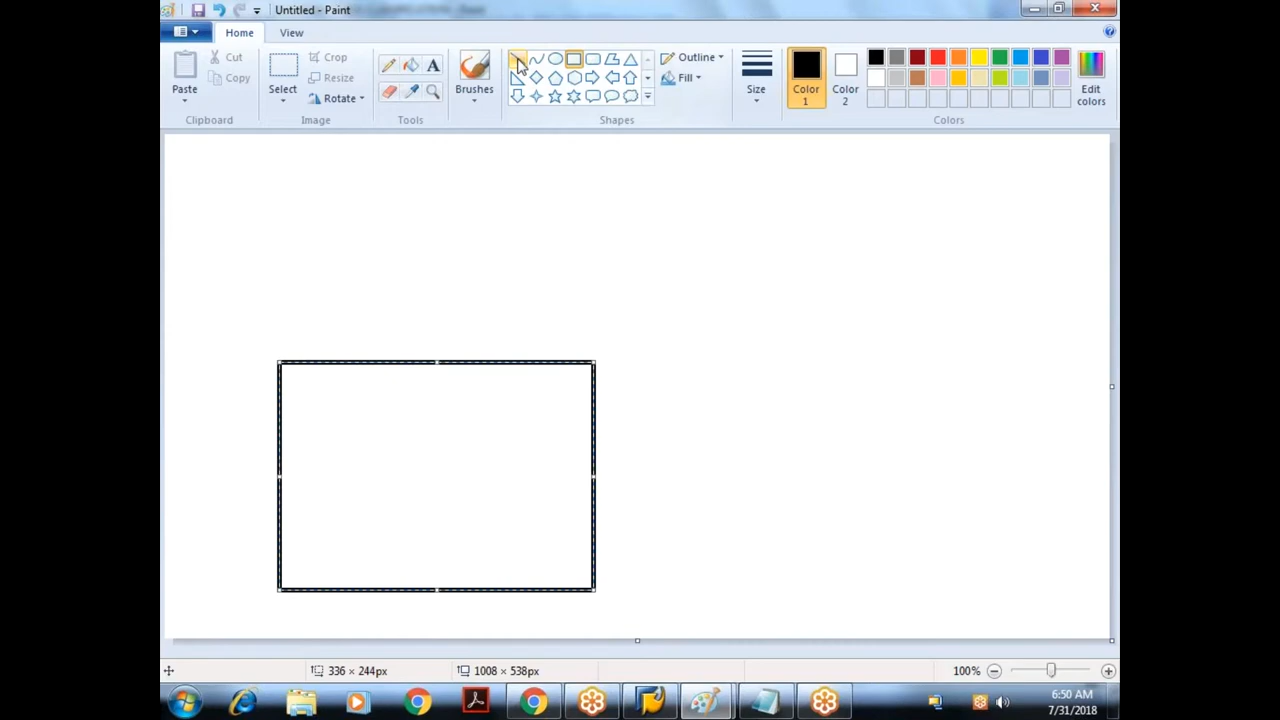 Untitled - Paint
Home View
Paste
Cut
Copy
Clipboard
Select
Crop
Resize
Rotate
Image
A
Tools
Brushes
Shapes
Outline
Fill
Size
Color 1
Color 2
Edit colors
Colors
336 × 244px
1008 × 538px
100%
6:50 AM
7/31/2018